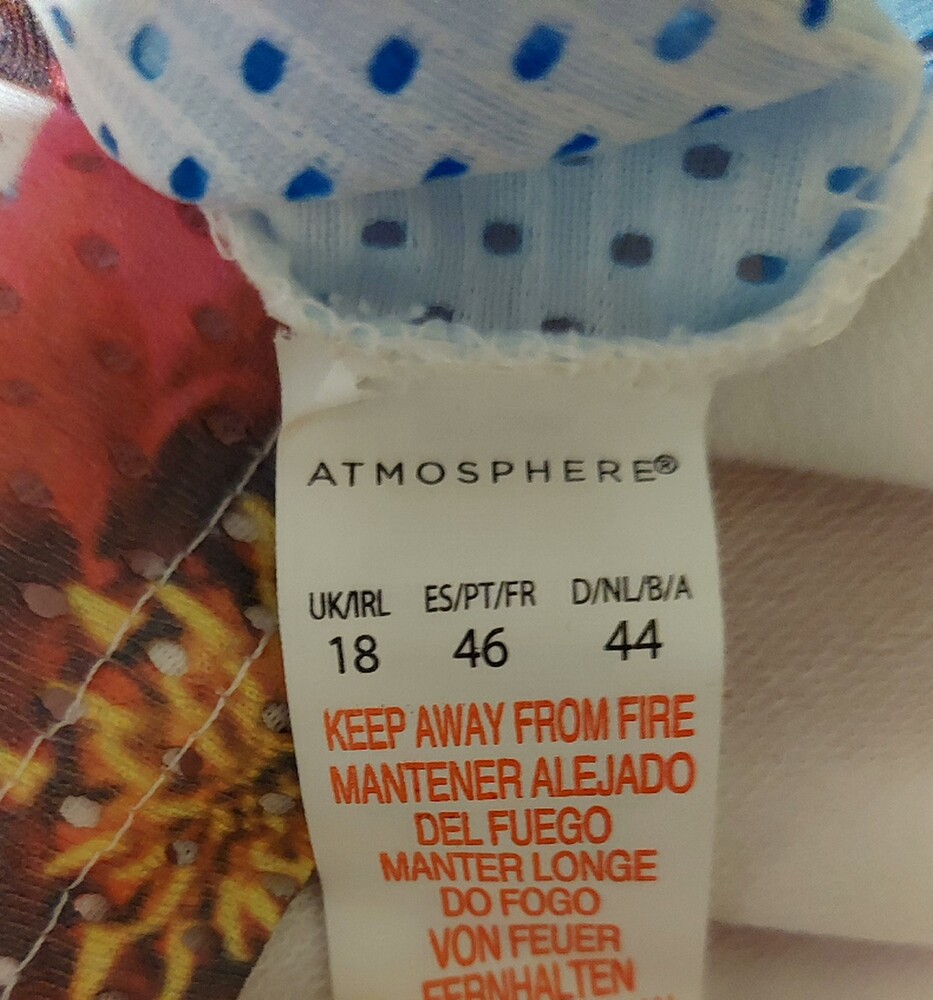 ATMOSPHERE®
UK/IRL ES/PT/FR D/NL/B/A
18 46 44
KEEP AWAY FROM FIRE
MANTENER ALEJADO
DEL FUEGO
MANTER LONGE
DO FOGO
VON FEUER
FERNHALTEN